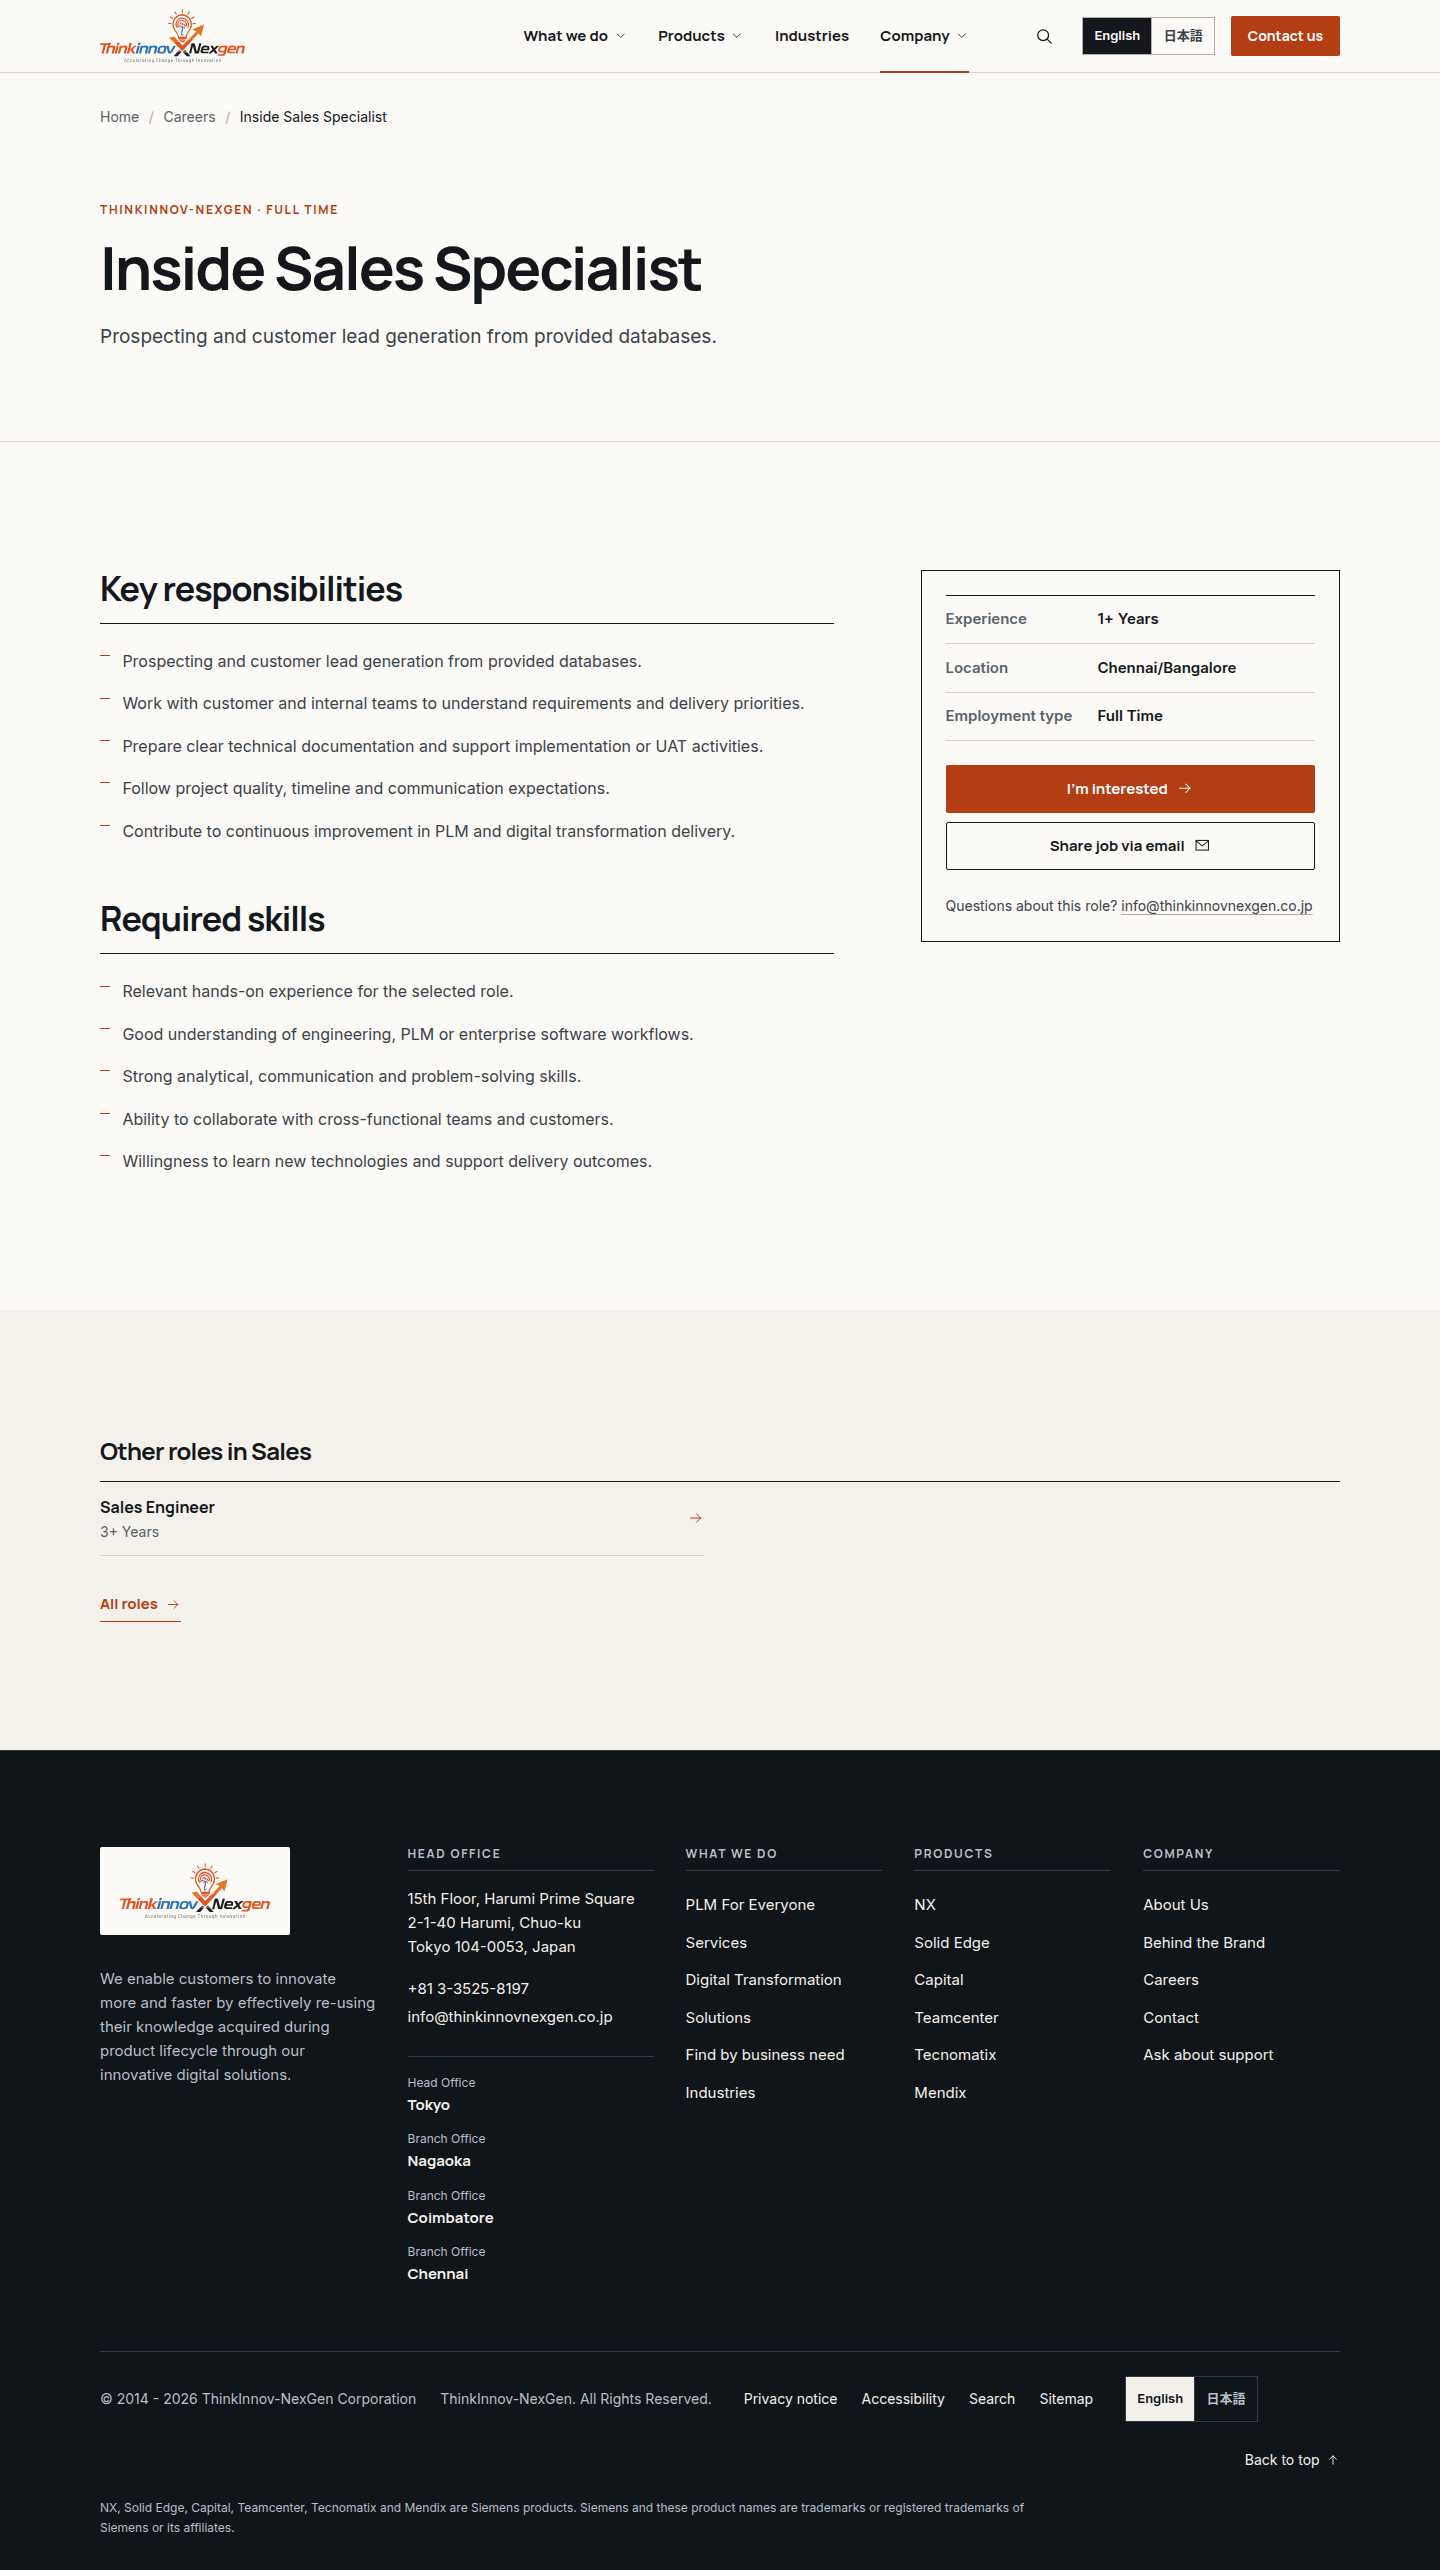 ThinkinnovXNexgen
Accelerating Change Through Innovation
What we do
Products
Industries
Company
English
日本語
Contact us
Home / Careers / Inside Sales Specialist
THINKINNOV-NEXGEN · FULL TIME
Inside Sales Specialist
Prospecting and customer lead generation from provided databases.
Key responsibilities
Prospecting and customer lead generation from provided databases.
Work with customer and internal teams to understand requirements and delivery priorities.
Prepare clear technical documentation and support implementation or UAT activities.
Follow project quality, timeline and communication expectations.
Contribute to continuous improvement in PLM and digital transformation delivery.
Experience 1+ Years
Location Chennai/Bangalore
Employment type Full Time
I'm interested →
Share job via email
Questions about this role? info@thinkinnovnexgen.co.jp
Required skills
Relevant hands-on experience for the selected role.
Good understanding of engineering, PLM or enterprise software workflows.
Strong analytical, communication and problem-solving skills.
Ability to collaborate with cross-functional teams and customers.
Willingness to learn new technologies and support delivery outcomes.
Other roles in Sales
Sales Engineer
3+ Years
→
All roles →
ThinkinnovXNexgen
Accelerating Change Through Innovation
We enable customers to innovate
more and faster by effectively re-using
their knowledge acquired during
product lifecycle through our
innovative digital solutions.
HEAD OFFICE
15th Floor, Harumi Prime Square
2-1-40 Harumi, Chuo-ku
Tokyo 104-0053, Japan
+81 3-3525-8197
info@thinkinnovnexgen.co.jp
Head Office
Tokyo
Branch Office
Nagaoka
Branch Office
Coimbatore
Branch Office
Chennai
WHAT WE DO
PLM For Everyone
Services
Digital Transformation
Solutions
Find by business need
Industries
PRODUCTS
NX
Solid Edge
Capital
Teamcenter
Tecnomatix
Mendix
COMPANY
About Us
Behind the Brand
Careers
Contact
Ask about support
© 2014 - 2026 ThinkInnov-NexGen Corporation
ThinkInnov-NexGen. All Rights Reserved.
Privacy notice
Accessibility
Search
Sitemap
English
日本語
Back to top ↑
NX, Solid Edge, Capital, Teamcenter, Tecnomatix and Mendix are Siemens products. Siemens and these product names are trademarks or registered trademarks of
Siemens or its affiliates.